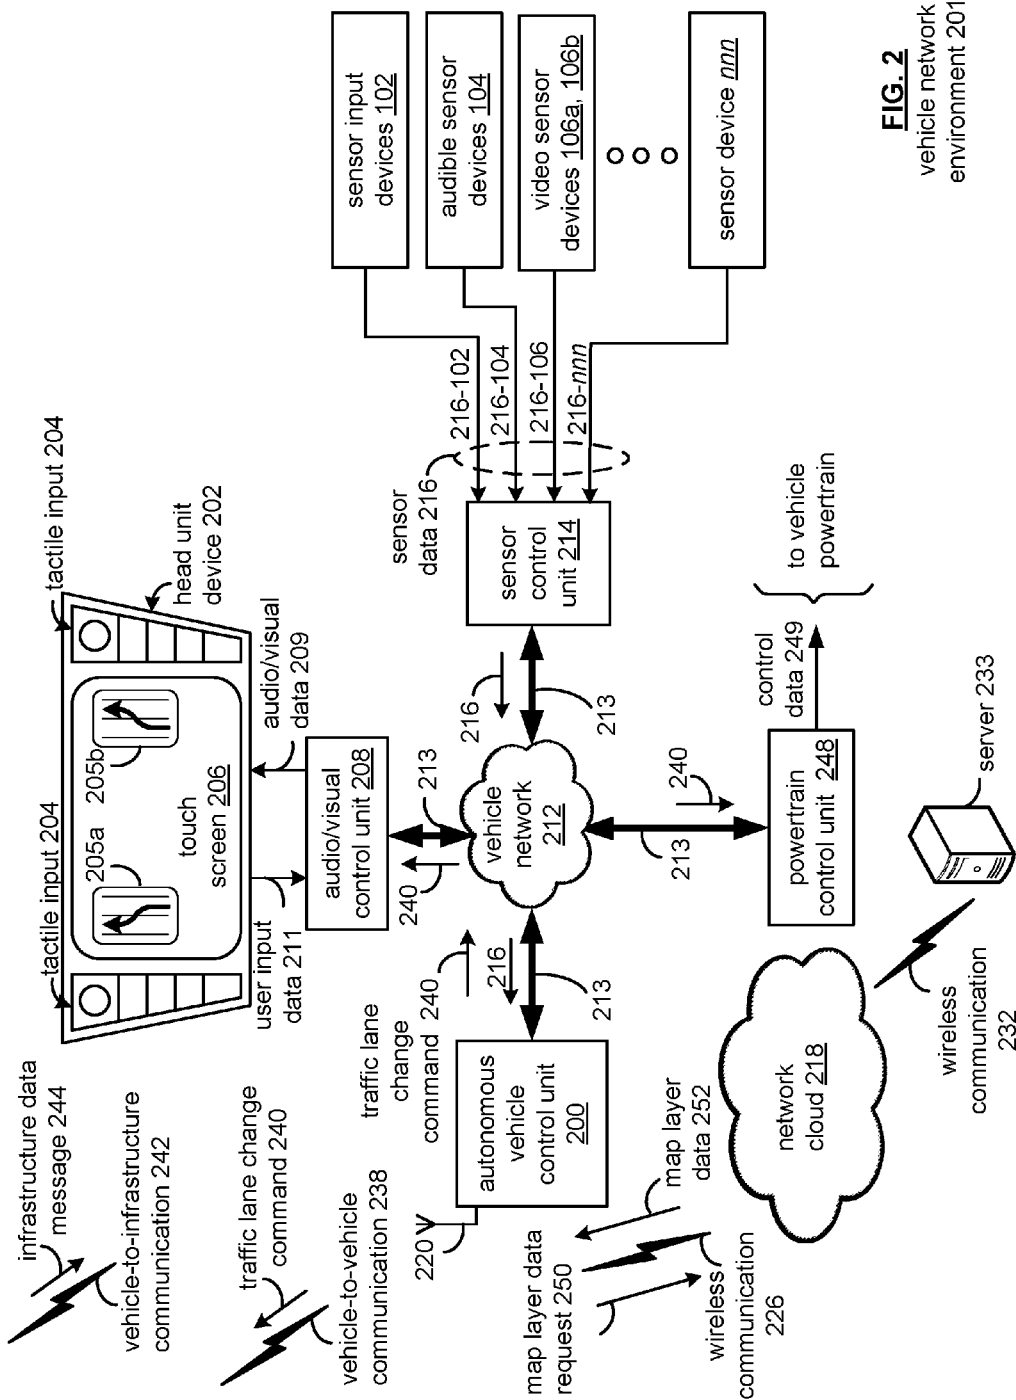 infrastructure data
message 244
vehicle-to-infrastructure
communication 242
traffic lane change
command 240
vehicle-to-vehicle
communication 238
tactile input 204
tactile input 204
head unit
device 202
205a
205b
touch
screen 206
user input
data 211
audio/visual
data 209
audio/visual
control unit 208
213
240
sensor input
devices 102
audible sensor
devices 104
video sensor
devices 106a, 106b
sensor device nnn
216-102
216-104
216-106
216-nnn
sensor
data 216
sensor
control
unit 214
216
213
vehicle
network
212
traffic lane
change
command
240
216
213
autonomous
vehicle
control unit
200
220
map layer data
request 250
map layer
data 252
wireless
communication
226
network
cloud 218
213
240
powertrain
control unit 248
control
data 249
to vehicle
powertrain
wireless
communication
232
server 233
FIG. 2
vehicle network
environment 201